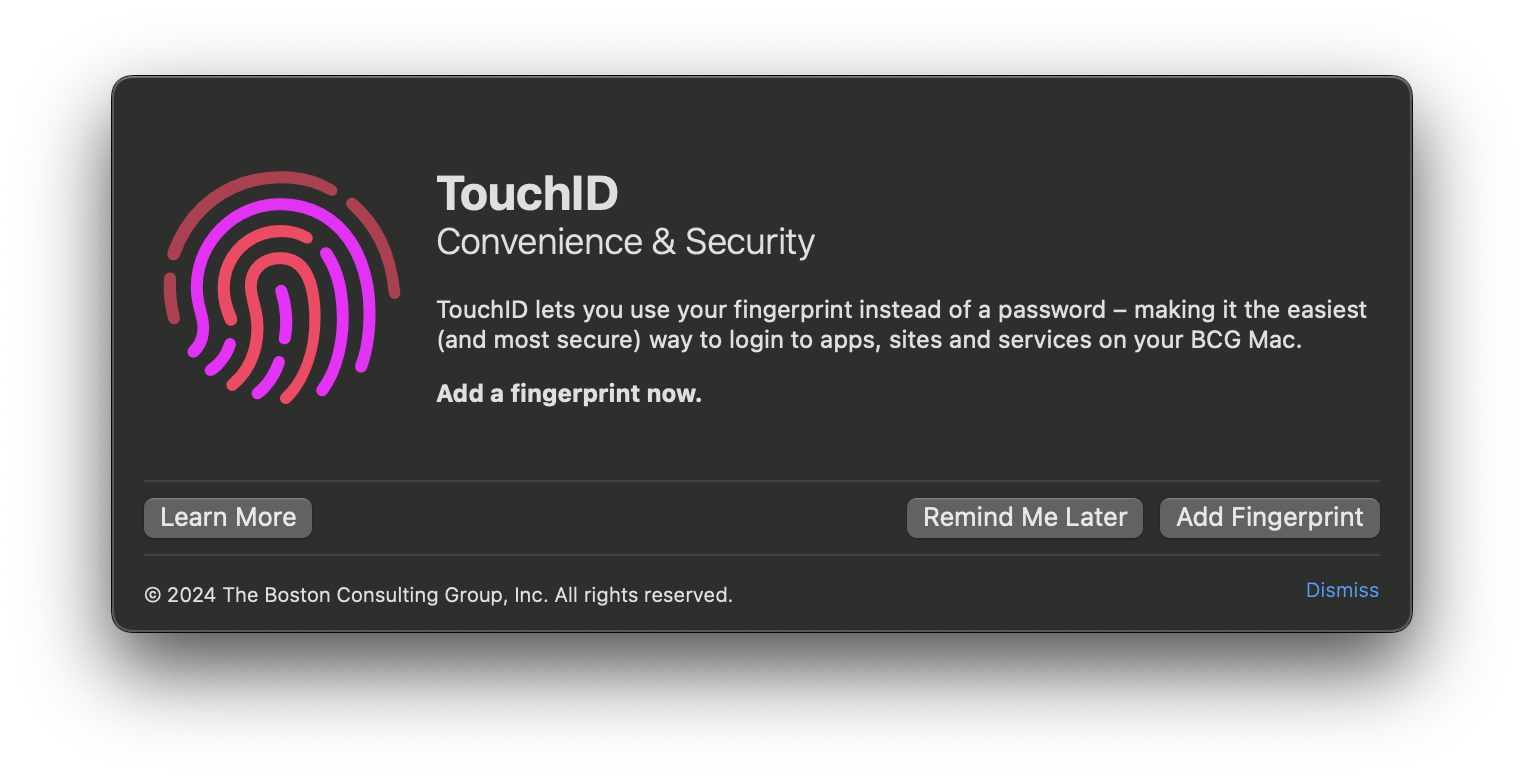 TouchID
Convenience & Security
TouchID lets you use your fingerprint instead of a password – making it the easiest
(and most secure) way to login to apps, sites and services on your BCG Mac.
Add a fingerprint now.
Learn More
Remind Me Later
Add Fingerprint
© 2024 The Boston Consulting Group, Inc. All rights reserved.
Dismiss